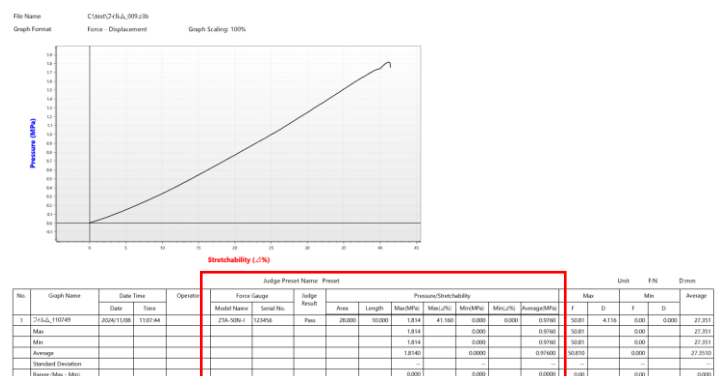 File Name C:\test\フィルム_009.z3b
Graph Format Force - Displacement Graph Scaling: 100%
Pressure (MPa)
1.9
1.8
1.7
1.6
1.5
1.4
1.3
1.2
1.1
1.0
0.9
0.8
0.7
0.6
0.5
0.4
0.3
0.2
0.1
0.0
-0.1
0 5 10 15 20 25 30 35 40 45
Stretchability (⊿%)
Judge Preset Name Preset Unit F:N D:mm
No. Graph Name Date Time Operator Force Gauge Judge Result Pressure/Stretchability Max Min Average
Date Time Model Name Serial No. Area Length Max(MPa) Max(⊿%) Min(MPa) Min(⊿%) Average(MPa) F D F D
1 フィルム_110749 2024/11/08 11:07:44 ZTA-50N-I 123456 Pass 28.000 10.000 1.814 41.160 0.000 0.000 0.9760 50.81 4.116 0.00 0.000 27.351
Max 1.814 0.000 0.9760 50.81 0.00 27.351
Min 1.814 0.000 0.9760 50.81 0.00 27.351
Average 1.8140 0.0000 0.97600 50.810 0.000 27.3510
Standard Deviation -- -- -- -- -- --
Range (Max - Min) 0.000 0.000 0.0000 0.00 0.00 0.000